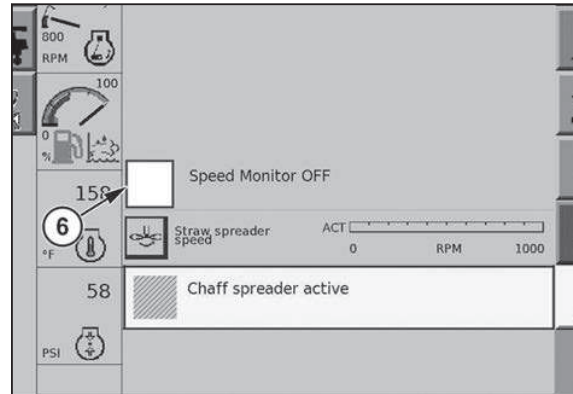 800
RPM
100
0
%
Speed Monitor OFF
158
6
°F
Straw spreader
speed
ACT
0 RPM 1000
58
Chaff spreader active
PSI